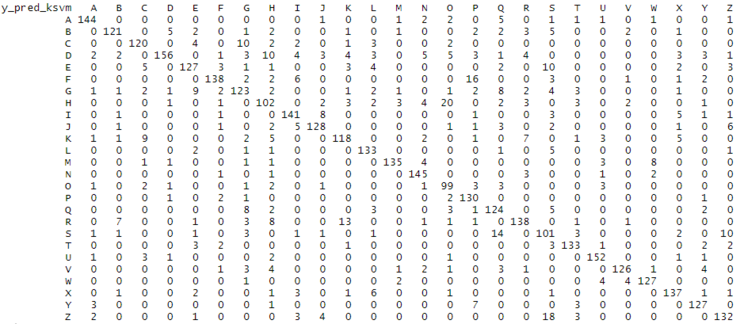 y_pred_ksvm A B C D E F G H I J K L M N O P Q R S T U V W X Y Z
A 144 0 0 0 0 0 0 0 0 1 0 0 1 2 2 0 5 0 1 1 1 0 1 0 0 1
B 0 121 0 5 2 0 1 2 0 0 1 0 1 0 0 2 2 3 5 0 0 2 0 1 0 0
C 0 0 120 0 4 0 10 2 2 0 1 3 0 0 2 0 0 0 0 0 0 0 0 0 0 0
D 2 2 0 156 0 1 3 10 4 3 4 3 0 5 5 3 1 4 0 0 0 0 0 3 3 1
E 0 0 5 0 127 3 1 1 0 0 3 4 0 0 0 0 2 0 10 0 0 0 0 2 0 3
F 0 0 0 0 0 138 2 2 6 0 0 0 0 0 0 16 0 0 3 0 0 1 0 1 2 0
G 1 1 2 1 9 2 123 2 0 0 1 2 1 0 1 2 8 2 4 3 0 0 0 1 0 0
H 0 0 0 1 0 1 0 102 0 2 3 2 3 4 20 0 2 3 0 3 0 2 0 0 1 0
I 0 1 0 0 0 1 0 0 141 8 0 0 0 0 0 1 0 0 3 0 0 0 0 5 1 1
J 0 1 0 0 0 1 0 2 5 128 0 0 0 0 1 1 3 0 2 0 0 0 0 1 0 6
K 1 1 9 0 0 0 2 5 0 0 118 0 0 2 0 1 0 7 0 1 3 0 0 5 0 0
L 0 0 0 0 2 0 1 1 0 0 0 133 0 0 0 0 1 0 5 0 0 0 0 0 0 1
M 0 0 1 1 0 0 1 1 0 0 0 0 135 4 0 0 0 0 0 0 3 0 8 0 0 0
N 0 0 0 0 0 1 0 1 0 0 0 0 0 145 0 0 0 3 0 0 1 0 2 0 0 0
O 1 0 2 1 0 0 1 2 0 1 0 0 0 1 99 3 3 0 0 0 3 0 0 0 0 0
P 0 0 0 1 0 2 1 0 0 0 0 0 0 0 2 130 0 0 0 0 0 0 0 0 1 0
Q 0 0 0 0 0 0 8 2 0 0 0 3 0 0 3 1 124 0 5 0 0 0 0 0 2 0
R 0 7 0 0 1 0 3 8 0 0 13 0 0 1 1 1 0 138 0 1 0 1 0 0 0 0
S 1 1 0 0 1 0 3 0 1 1 0 1 0 0 0 0 14 0 101 3 0 0 0 2 0 10
T 0 0 0 0 3 2 0 0 0 0 1 0 0 0 0 0 0 0 3 133 1 0 0 0 2 2
U 1 0 3 1 0 0 0 2 0 0 0 0 0 0 1 0 0 0 0 0 152 0 0 1 1 0
V 0 0 0 0 0 1 3 4 0 0 0 0 1 2 1 0 3 1 0 0 0 126 1 0 4 0
W 0 0 0 0 0 0 1 0 0 0 0 0 2 0 0 0 0 0 0 0 4 4 127 0 0 0
X 0 1 0 0 2 0 0 1 3 0 1 6 0 0 1 0 0 0 1 0 0 0 0 137 1 1
Y 3 0 0 0 0 0 0 1 0 0 0 0 0 0 0 7 0 0 0 3 0 0 0 0 127 0
Z 2 0 0 0 1 0 0 0 3 4 0 0 0 0 0 0 0 0 18 3 0 0 0 0 0 132